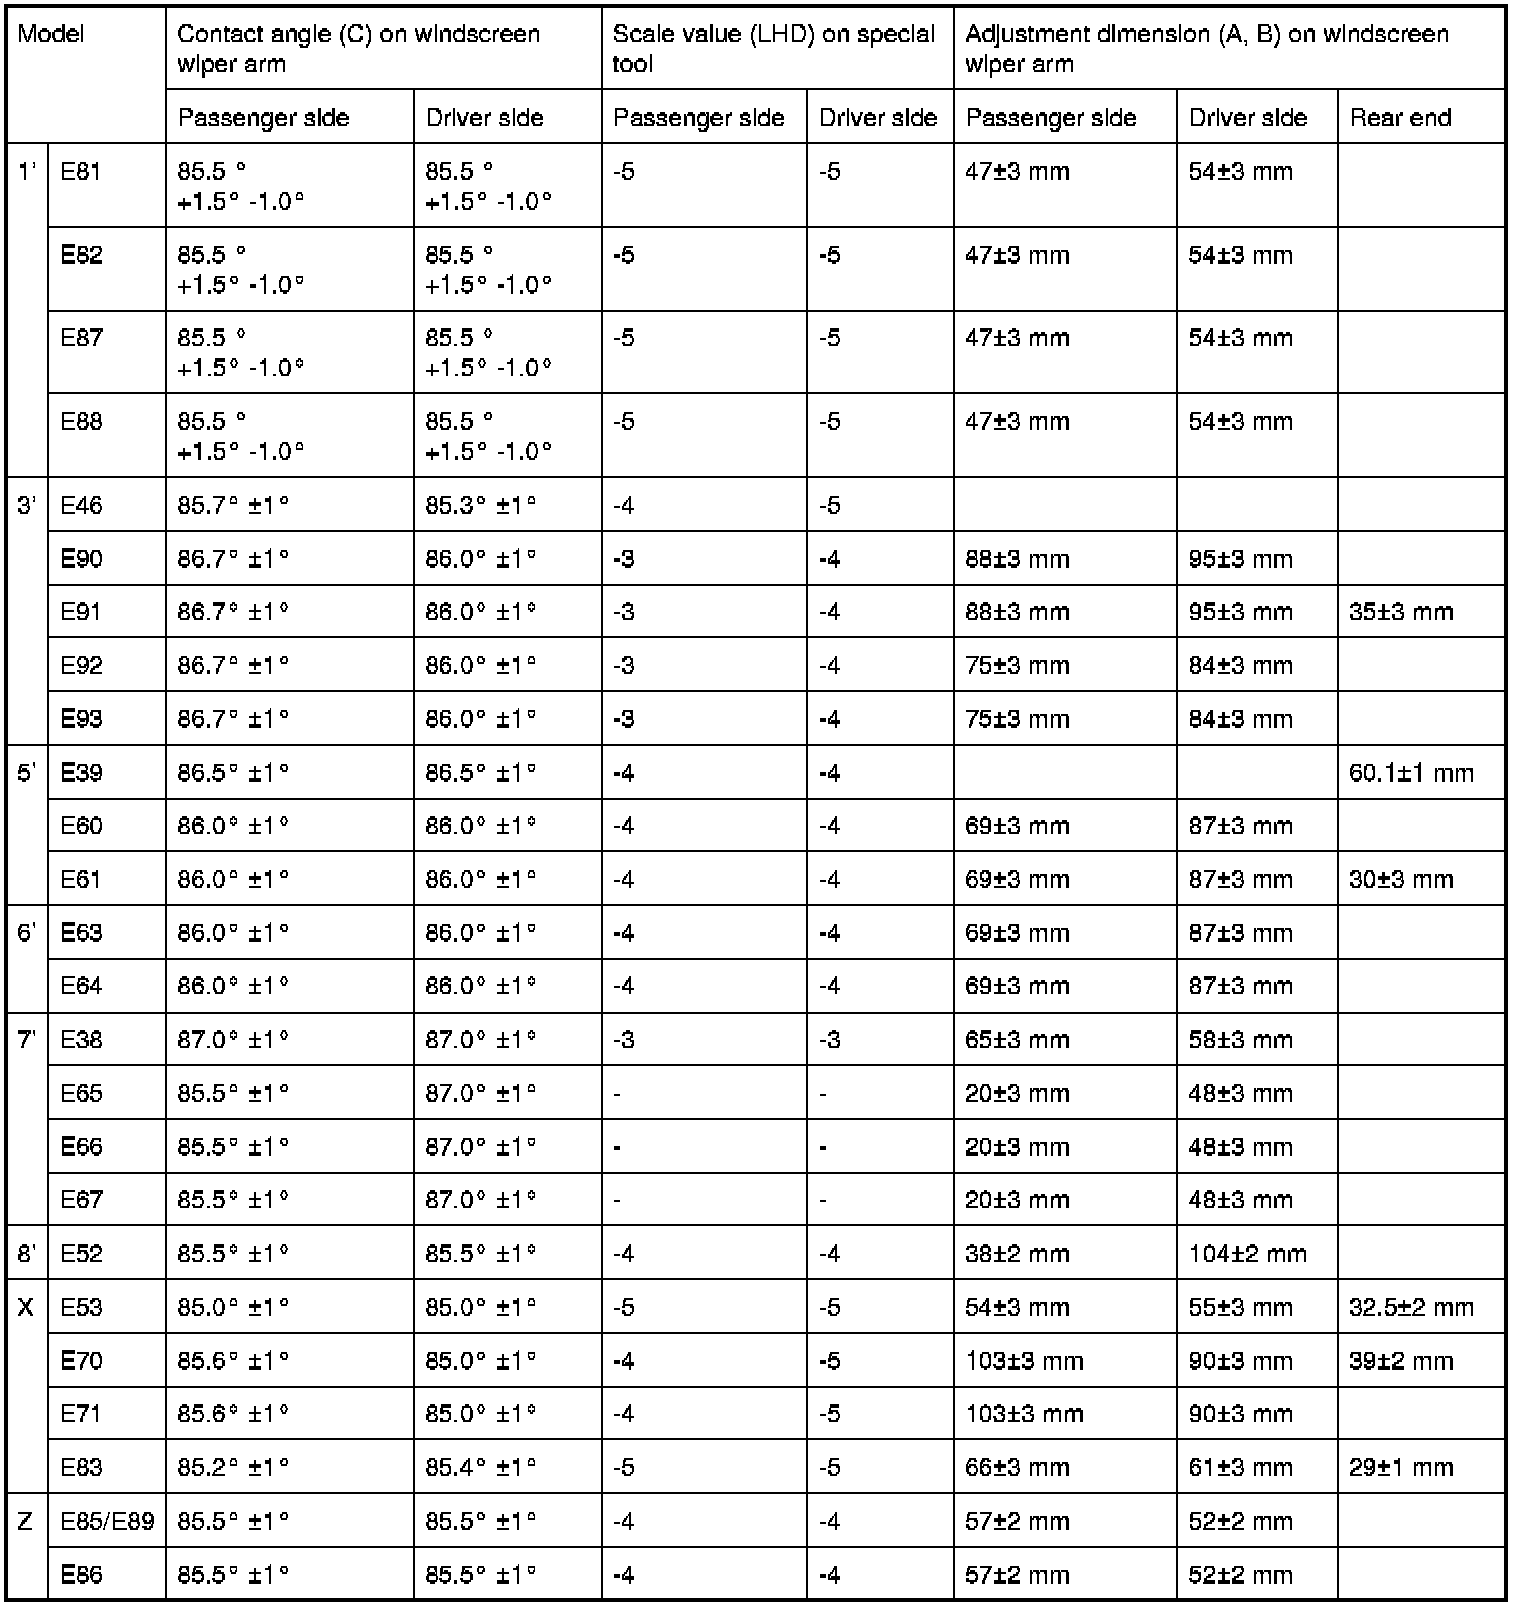 Model Contact angle (C) on windscreen wiper arm Scale value (LHD) on special tool Adjustment dimension (A, B) on windscreen wiper arm
Passenger side Driver side Passenger side Driver side Passenger side Driver side Rear end
1' E81 85.5 ° +1.5° -1.0° 85.5 ° +1.5° -1.0° -5 -5 47±3 mm 54±3 mm
E82 85.5 ° +1.5° -1.0° 85.5 ° +1.5° -1.0° -5 -5 47±3 mm 54±3 mm
E87 85.5 ° +1.5° -1.0° 85.5 ° +1.5° -1.0° -5 -5 47±3 mm 54±3 mm
E88 85.5 ° +1.5° -1.0° 85.5 ° +1.5° -1.0° -5 -5 47±3 mm 54±3 mm
3' E46 85.7° ±1° 85.3° ±1° -4 -5
E90 86.7° ±1° 86.0° ±1° -3 -4 88±3 mm 95±3 mm
E91 86.7° ±1° 86.0° ±1° -3 -4 88±3 mm 95±3 mm 35±3 mm
E92 86.7° ±1° 86.0° ±1° -3 -4 75±3 mm 84±3 mm
E93 86.7° ±1° 86.0° ±1° -3 -4 75±3 mm 84±3 mm
5' E39 86.5° ±1° 86.5° ±1° -4 -4 60.1±1 mm
E60 86.0° ±1° 86.0° ±1° -4 -4 69±3 mm 87±3 mm
E61 86.0° ±1° 86.0° ±1° -4 -4 69±3 mm 87±3 mm 30±3 mm
6' E63 86.0° ±1° 86.0° ±1° -4 -4 69±3 mm 87±3 mm
E64 86.0° ±1° 86.0° ±1° -4 -4 69±3 mm 87±3 mm
7' E38 87.0° ±1° 87.0° ±1° -3 -3 65±3 mm 58±3 mm
E65 85.5° ±1° 87.0° ±1° - - 20±3 mm 48±3 mm
E66 85.5° ±1° 87.0° ±1° - - 20±3 mm 48±3 mm
E67 85.5° ±1° 87.0° ±1° - - 20±3 mm 48±3 mm
8' E52 85.5° ±1° 85.5° ±1° -4 -4 38±2 mm 104±2 mm
X E53 85.0° ±1° 85.0° ±1° -5 -5 54±3 mm 55±3 mm 32.5±2 mm
E70 85.6° ±1° 85.0° ±1° -4 -5 103±3 mm 90±3 mm 39±2 mm
E71 85.6° ±1° 85.0° ±1° -4 -5 103±3 mm 90±3 mm
E83 85.2° ±1° 85.4° ±1° -5 -5 66±3 mm 61±3 mm 29±1 mm
Z E85/E89 85.5° ±1° 85.5° ±1° -4 -4 57±2 mm 52±2 mm
E86 85.5° ±1° 85.5° ±1° -4 -4 57±2 mm 52±2 mm